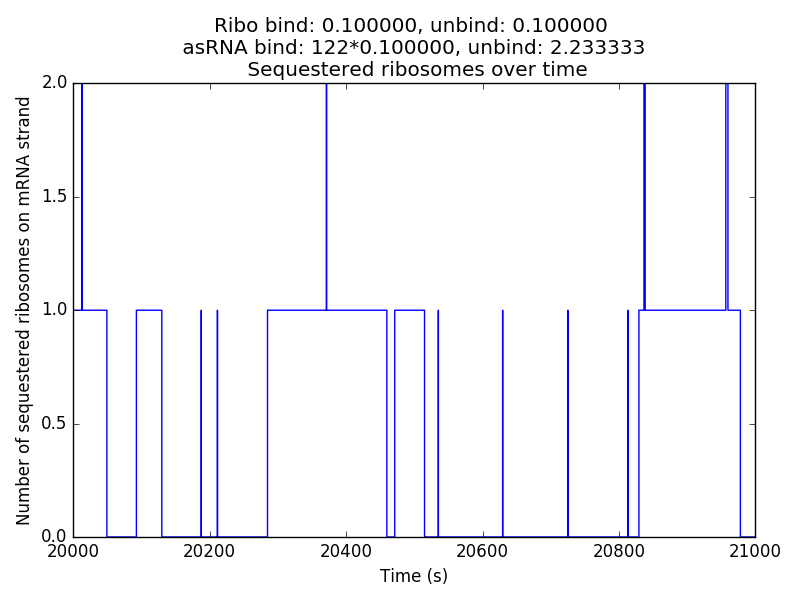 Ribo bind: 0.100000, unbind: 0.100000
asRNA bind: 122*0.100000, unbind: 2.233333
Sequestered ribosomes over time
Number of sequestered ribosomes on mRNA strand
2.0
1.5
1.0
0.5
0.0
20000 20200 20400 20600 20800 21000
Time (s)